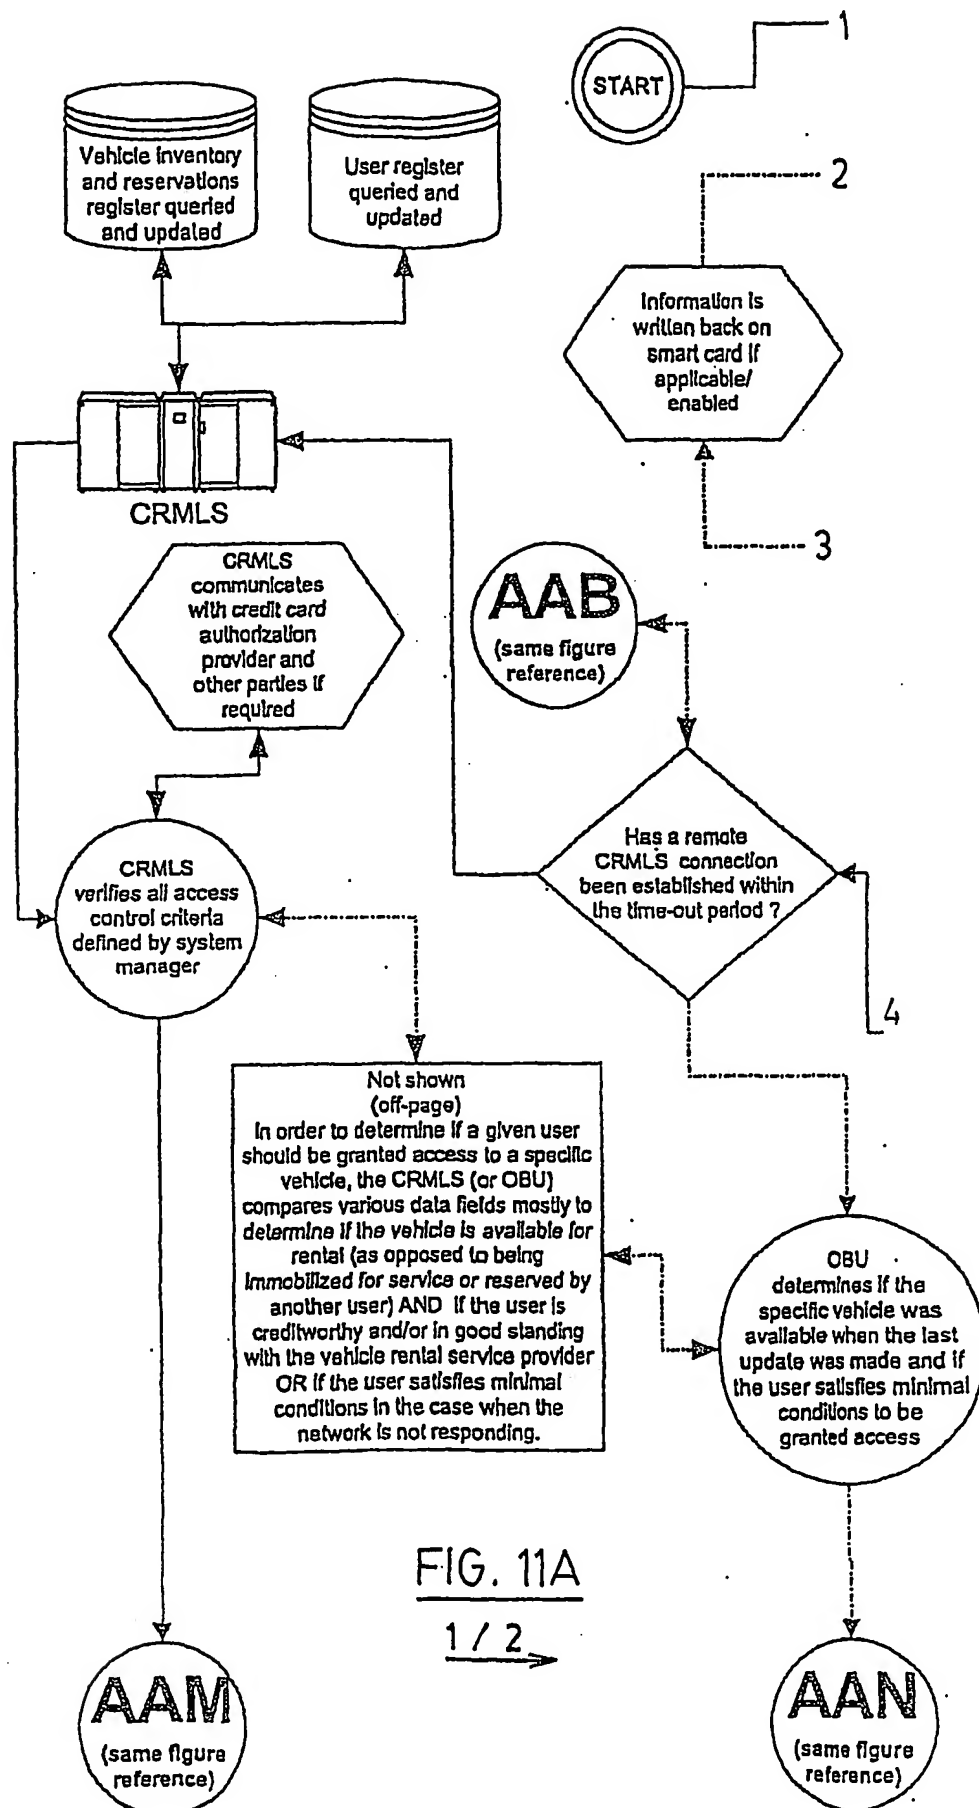 1
START
Vehicle inventory
and reservations
register queried
and updated
User register
queried and
updated
2
Information is
written back on
smart card if
applicable/
enabled
CRMLS
3
CRMLS
communicates
with credit card
authorization
provider and
other parties if
required
AAB
(same figure
reference)
Has a remote
CRMLS connection
been established within
the time-out period ?
CRMLS
verifies all access
control criteria
defined by system
manager
4
Not shown
(off-page)
In order to determine if a given user
should be granted access to a specific
vehicle, the CRMLS (or OBU)
compares various data fields mostly to
determine if the vehicle is available for
rental (as opposed to being
immobilized for service or reserved by
another user) AND if the user is
creditworthy and/or in good standing
with the vehicle rental service provider
OR if the user satisfies minimal
conditions in the case when the
network is not responding.
OBU
determines if the
specific vehicle was
available when the last
update was made and if
the user satisfies minimal
conditions to be
granted access
FIG. 11A
1 / 2
AAM
(same figure
reference)
AAN
(same figure
reference)